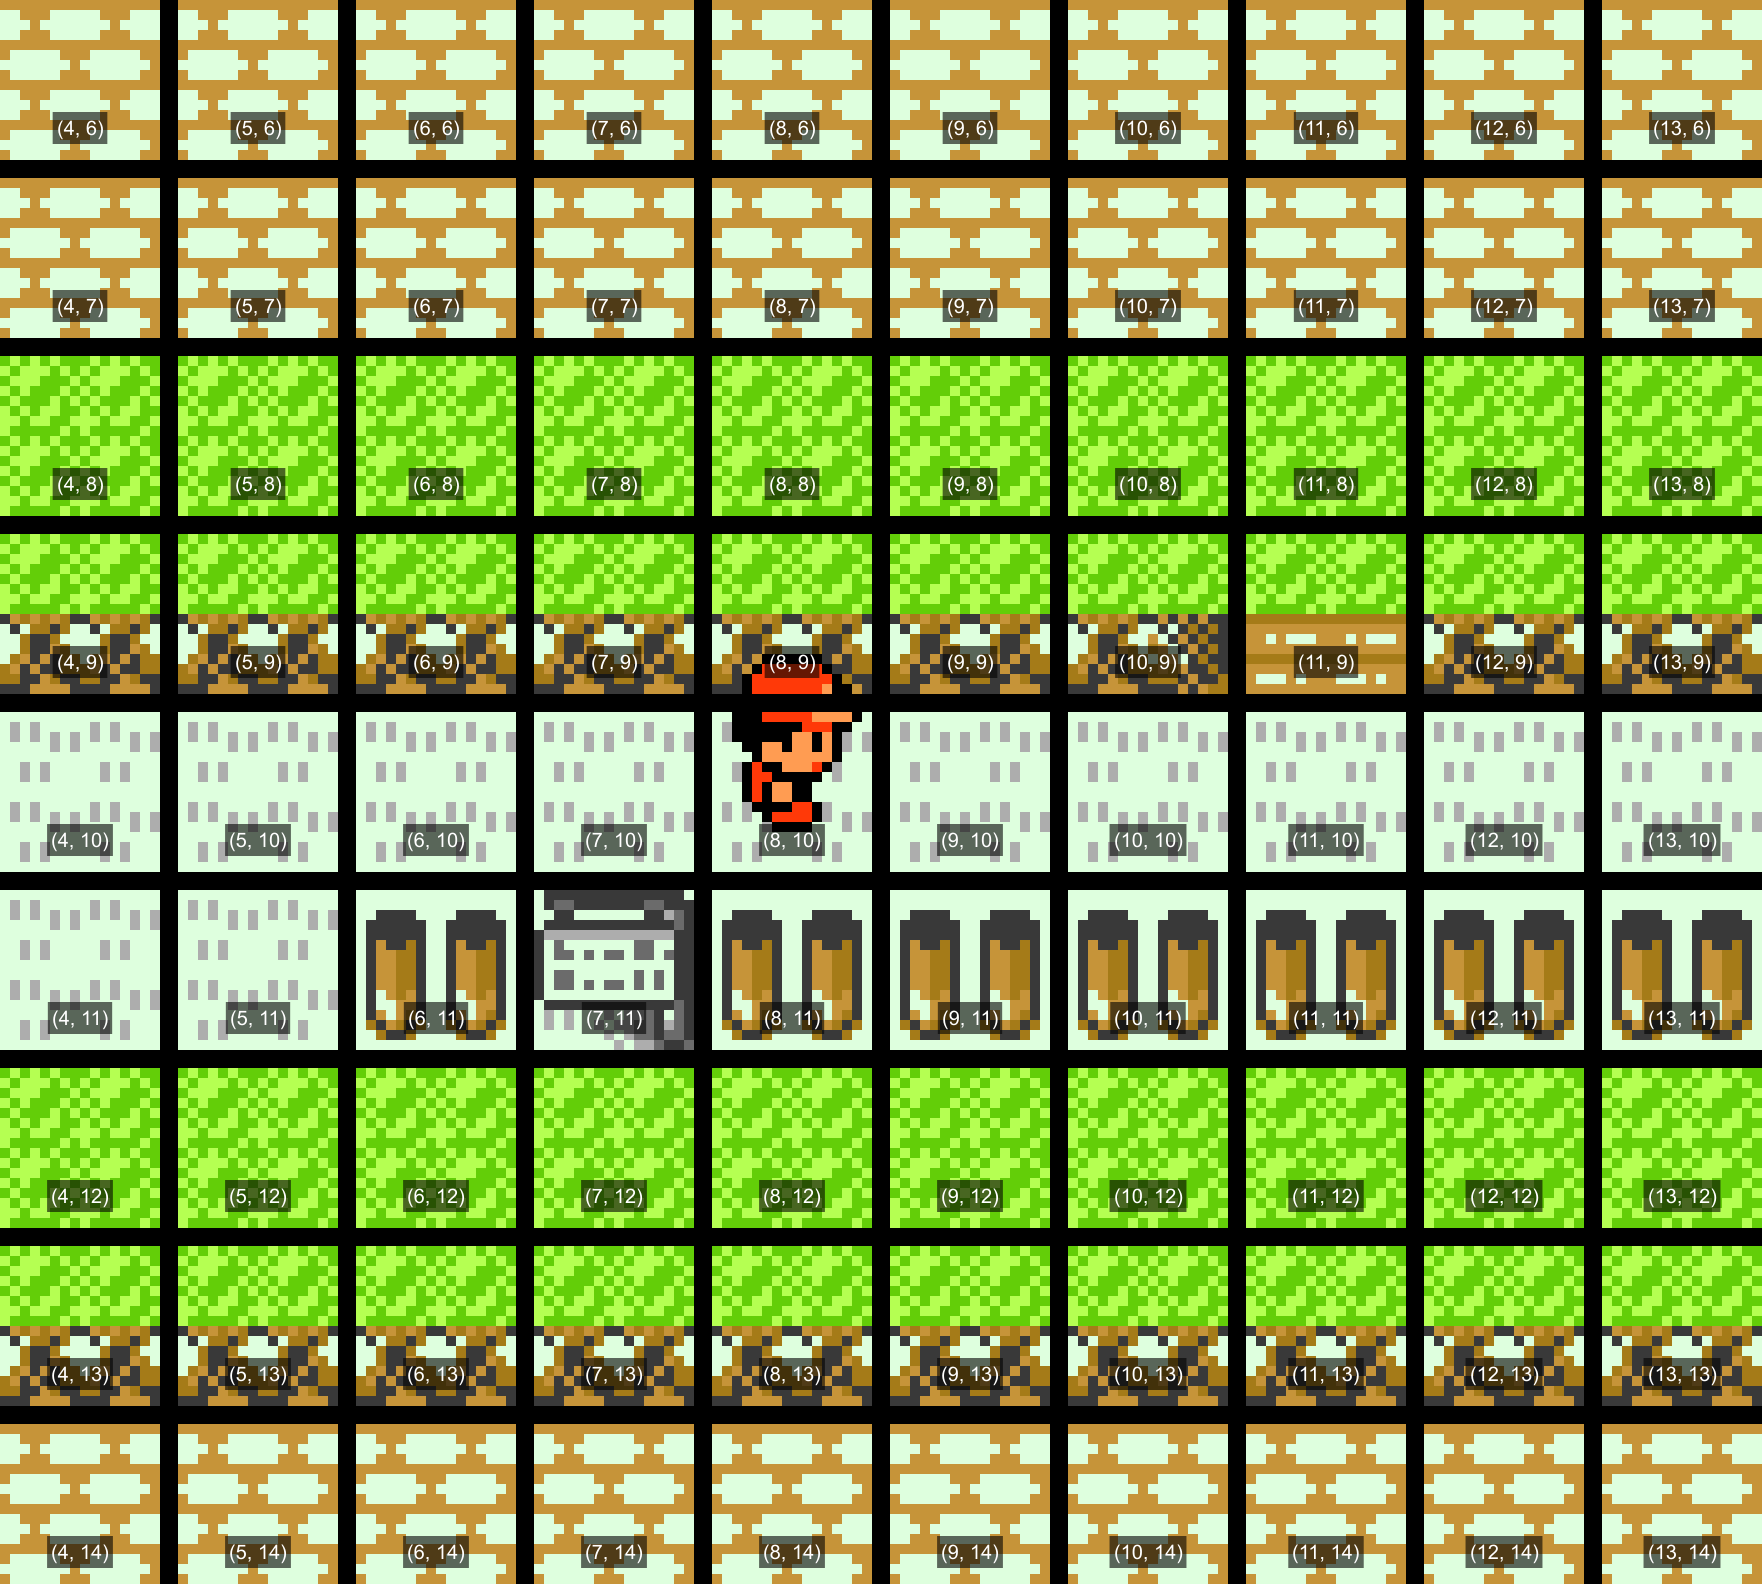 (4, 6) (5, 6) (6, 6) (7, 6) (8, 6) (9, 6) (10, 6) (11, 6) (12, 6) (13, 6)
(4, 7) (5, 7) (6, 7) (7, 7) (8, 7) (9, 7) (10, 7) (11, 7) (12, 7) (13, 7)
(4, 8) (5, 8) (6, 8) (7, 8) (8, 8) (9, 8) (10, 8) (11, 8) (12, 8) (13, 8)
(4, 9) (5, 9) (6, 9) (7, 9) (8, 9) (9, 9) (10, 9) (11, 9) (12, 9) (13, 9)
(4, 10) (5, 10) (6, 10) (7, 10) (8, 10) (9, 10) (10, 10) (11, 10) (12, 10) (13, 10)
(4, 11) (5, 11) (6, 11) (7, 11) (8, 11) (9, 11) (10, 11) (11, 11) (12, 11) (13, 11)
(4, 12) (5, 12) (6, 12) (7, 12) (8, 12) (9, 12) (10, 12) (11, 12) (12, 12) (13, 12)
(4, 13) (5, 13) (6, 13) (7, 13) (8, 13) (9, 13) (10, 13) (11, 13) (12, 13) (13, 13)
(4, 14) (5, 14) (6, 14) (7, 14) (8, 14) (9, 14) (10, 14) (11, 14) (12, 14) (13, 14)